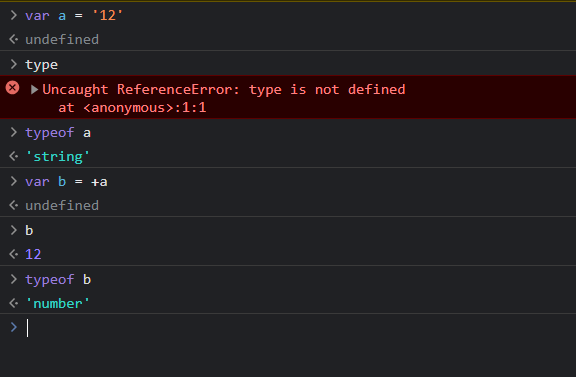 > var a = '12'
<· undefined
> type
▶Uncaught ReferenceError: type is not defined
at <anonymous>:1:1
> typeof a
<· 'string'
> var b = +a
<· undefined
> b
<· 12
> typeof b
<· 'number'
>